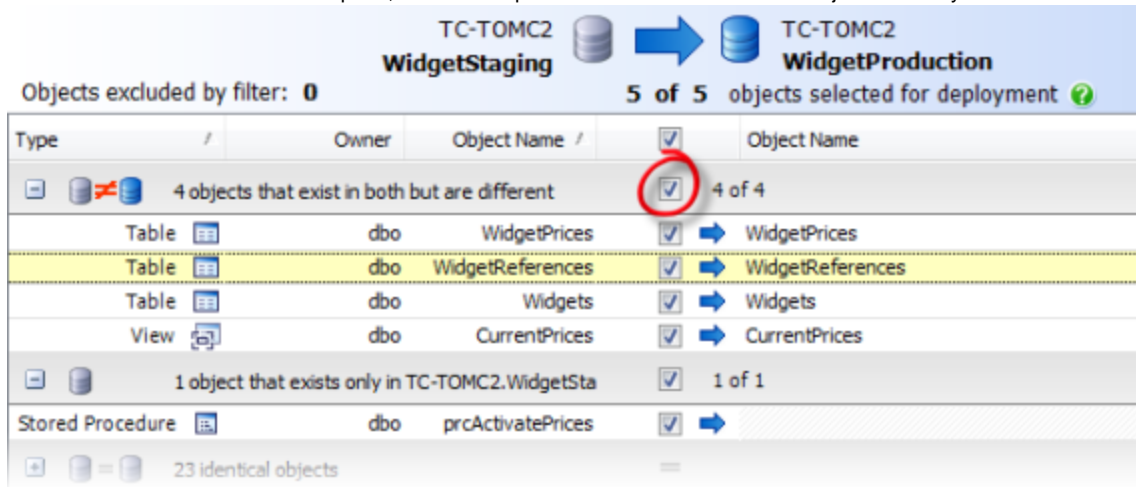 TC-TOMC2 TC-TOMC2
WidgetStaging WidgetProduction
Objects excluded by filter: 0 5 of 5 objects selected for deployment
Type Owner Object Name Object Name
4 objects that exist in both but are different 4 of 4
Table dbo WidgetPrices WidgetPrices
Table dbo WidgetReferences WidgetReferences
Table dbo Widgets Widgets
View dbo CurrentPrices CurrentPrices
1 object that exists only in TC-TOMC2.WidgetSta 1 of 1
Stored Procedure dbo prcActivatePrices
23 identical objects